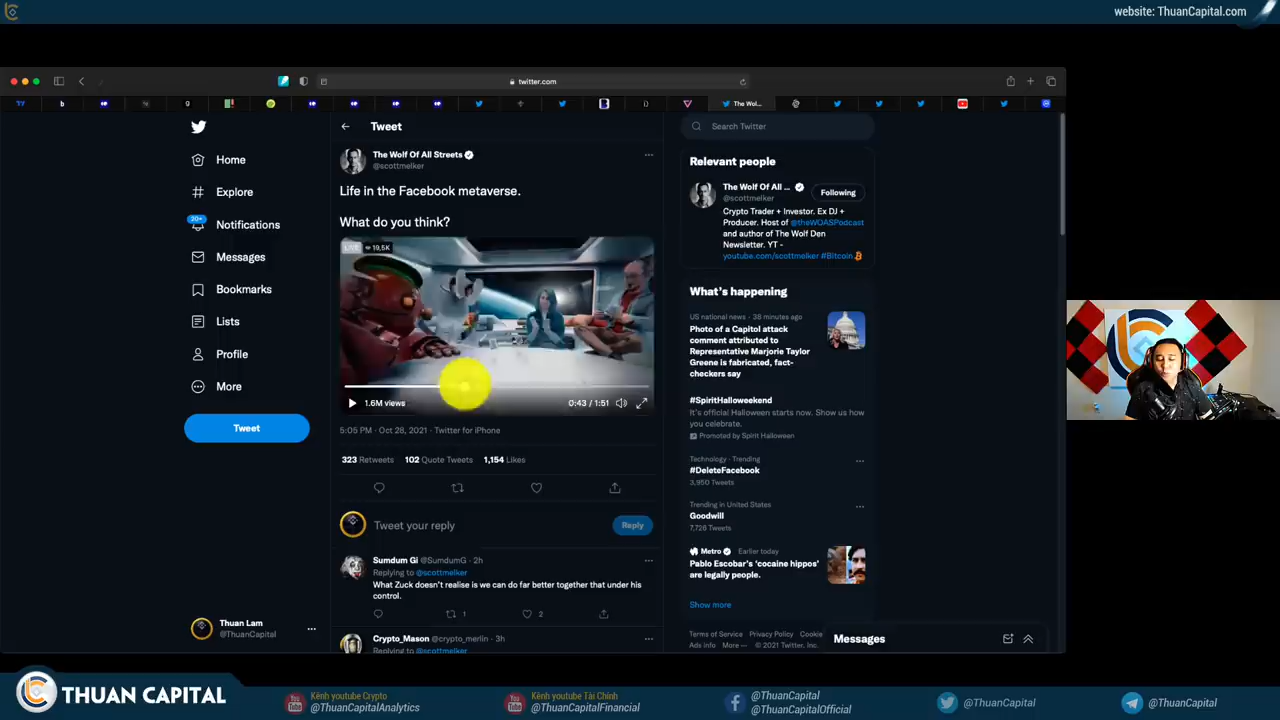 website: ThuanCapital.com
twitter.com
The Wol...
Home
Explore
20+
Notifications
Messages
Bookmarks
Lists
Profile
More
Tweet
Thuan Lam
@ThuanCapital
Tweet
The Wolf Of All Streets
@scottmelker
Life in the Facebook metaverse.
What do you think?
LIVE 19,5K
1.6M views
0:43 / 1:51
5:05 PM · Oct 28, 2021 · Twitter for iPhone
323 Retweets 102 Quote Tweets 1,154 Likes
Tweet your reply
Reply
Sumdum Gi @SumdumG · 2h
Replying to @scottmelker
What Zuck doesn't realise is we can do far better together that under his
control.
1
2
Crypto_Mason @crypto_merlin · 3h
Replying to @scottmelker
Search Twitter
Relevant people
The Wolf Of All ...
@scottmelker
Following
Crypto Trader + Investor. Ex DJ +
Producer. Host of @theWOASPodcast
and author of The Wolf Den
Newsletter. YT -
youtube.com/scottmelker #Bitcoin
What's happening
US national news · 38 minutes ago
Photo of a Capitol attack
comment attributed to
Representative Marjorie Taylor
Greene is fabricated, fact-
checkers say
#SpiritHalloweekend
It's official Halloween starts now. Show us how
you celebrate.
Promoted by Spirit Halloween
Technology · Trending
#DeleteFacebook
3,950 Tweets
Trending in United States
Goodwill
7,726 Tweets
Metro Earlier today
Pablo Escobar's 'cocaine hippos'
are legally people.
Show more
Terms of Service Privacy Policy Cookie
Ads info More ··· © 2021 Twitter, Inc.
Messages
THUAN CAPITAL
Kênh youtube Crypto
@ThuanCapitalAnalytics
Kênh youtube Tài Chính
@ThuanCapitalFinancial
@ThuanCapital
@ThuanCapitalOfficial
@ThuanCapital
@ThuanCapital